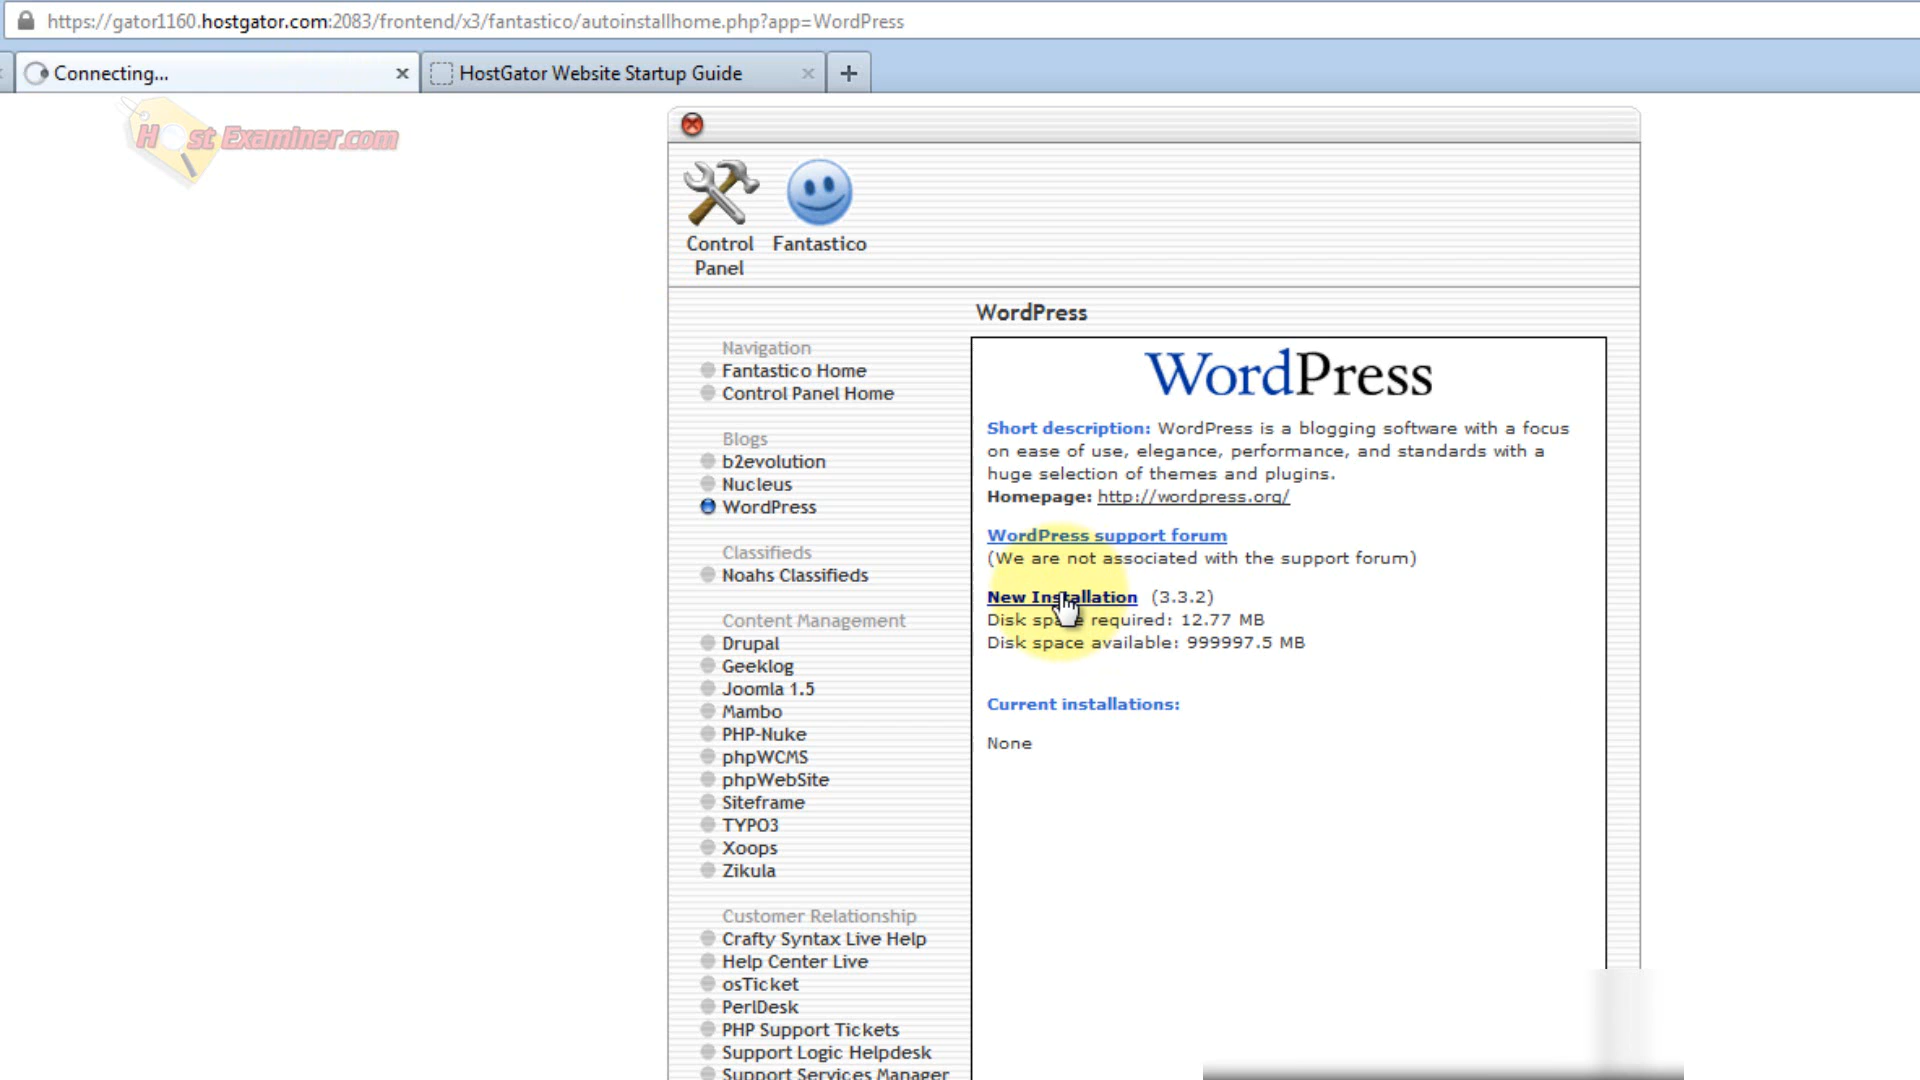 https://gator1160.hostgator.com:2083/frontend/x3/fantastico/autoinstallhome.php?app=WordPress
Connecting...
HostGator Website Startup Guide
Host Examiner.com
Control Panel
Fantastico
WordPress
Navigation
Fantastico Home
Control Panel Home
Blogs
b2evolution
Nucleus
WordPress
Classifieds
Noahs Classifieds
Content Management
Drupal
Geeklog
Joomla 1.5
Mambo
PHP-Nuke
phpWCMS
phpWebSite
Siteframe
TYPO3
Xoops
Zikula
Customer Relationship
Crafty Syntax Live Help
Help Center Live
osTicket
PerlDesk
PHP Support Tickets
Support Logic Helpdesk
Support Services Manager
WordPress
Short description: WordPress is a blogging software with a focus
on ease of use, elegance, performance, and standards with a
huge selection of themes and plugins.
Homepage: http://wordpress.org/
WordPress support forum
(We are not associated with the support forum)
New Installation (3.3.2)
Disk space required: 12.77 MB
Disk space available: 999997.5 MB
Current installations:
None